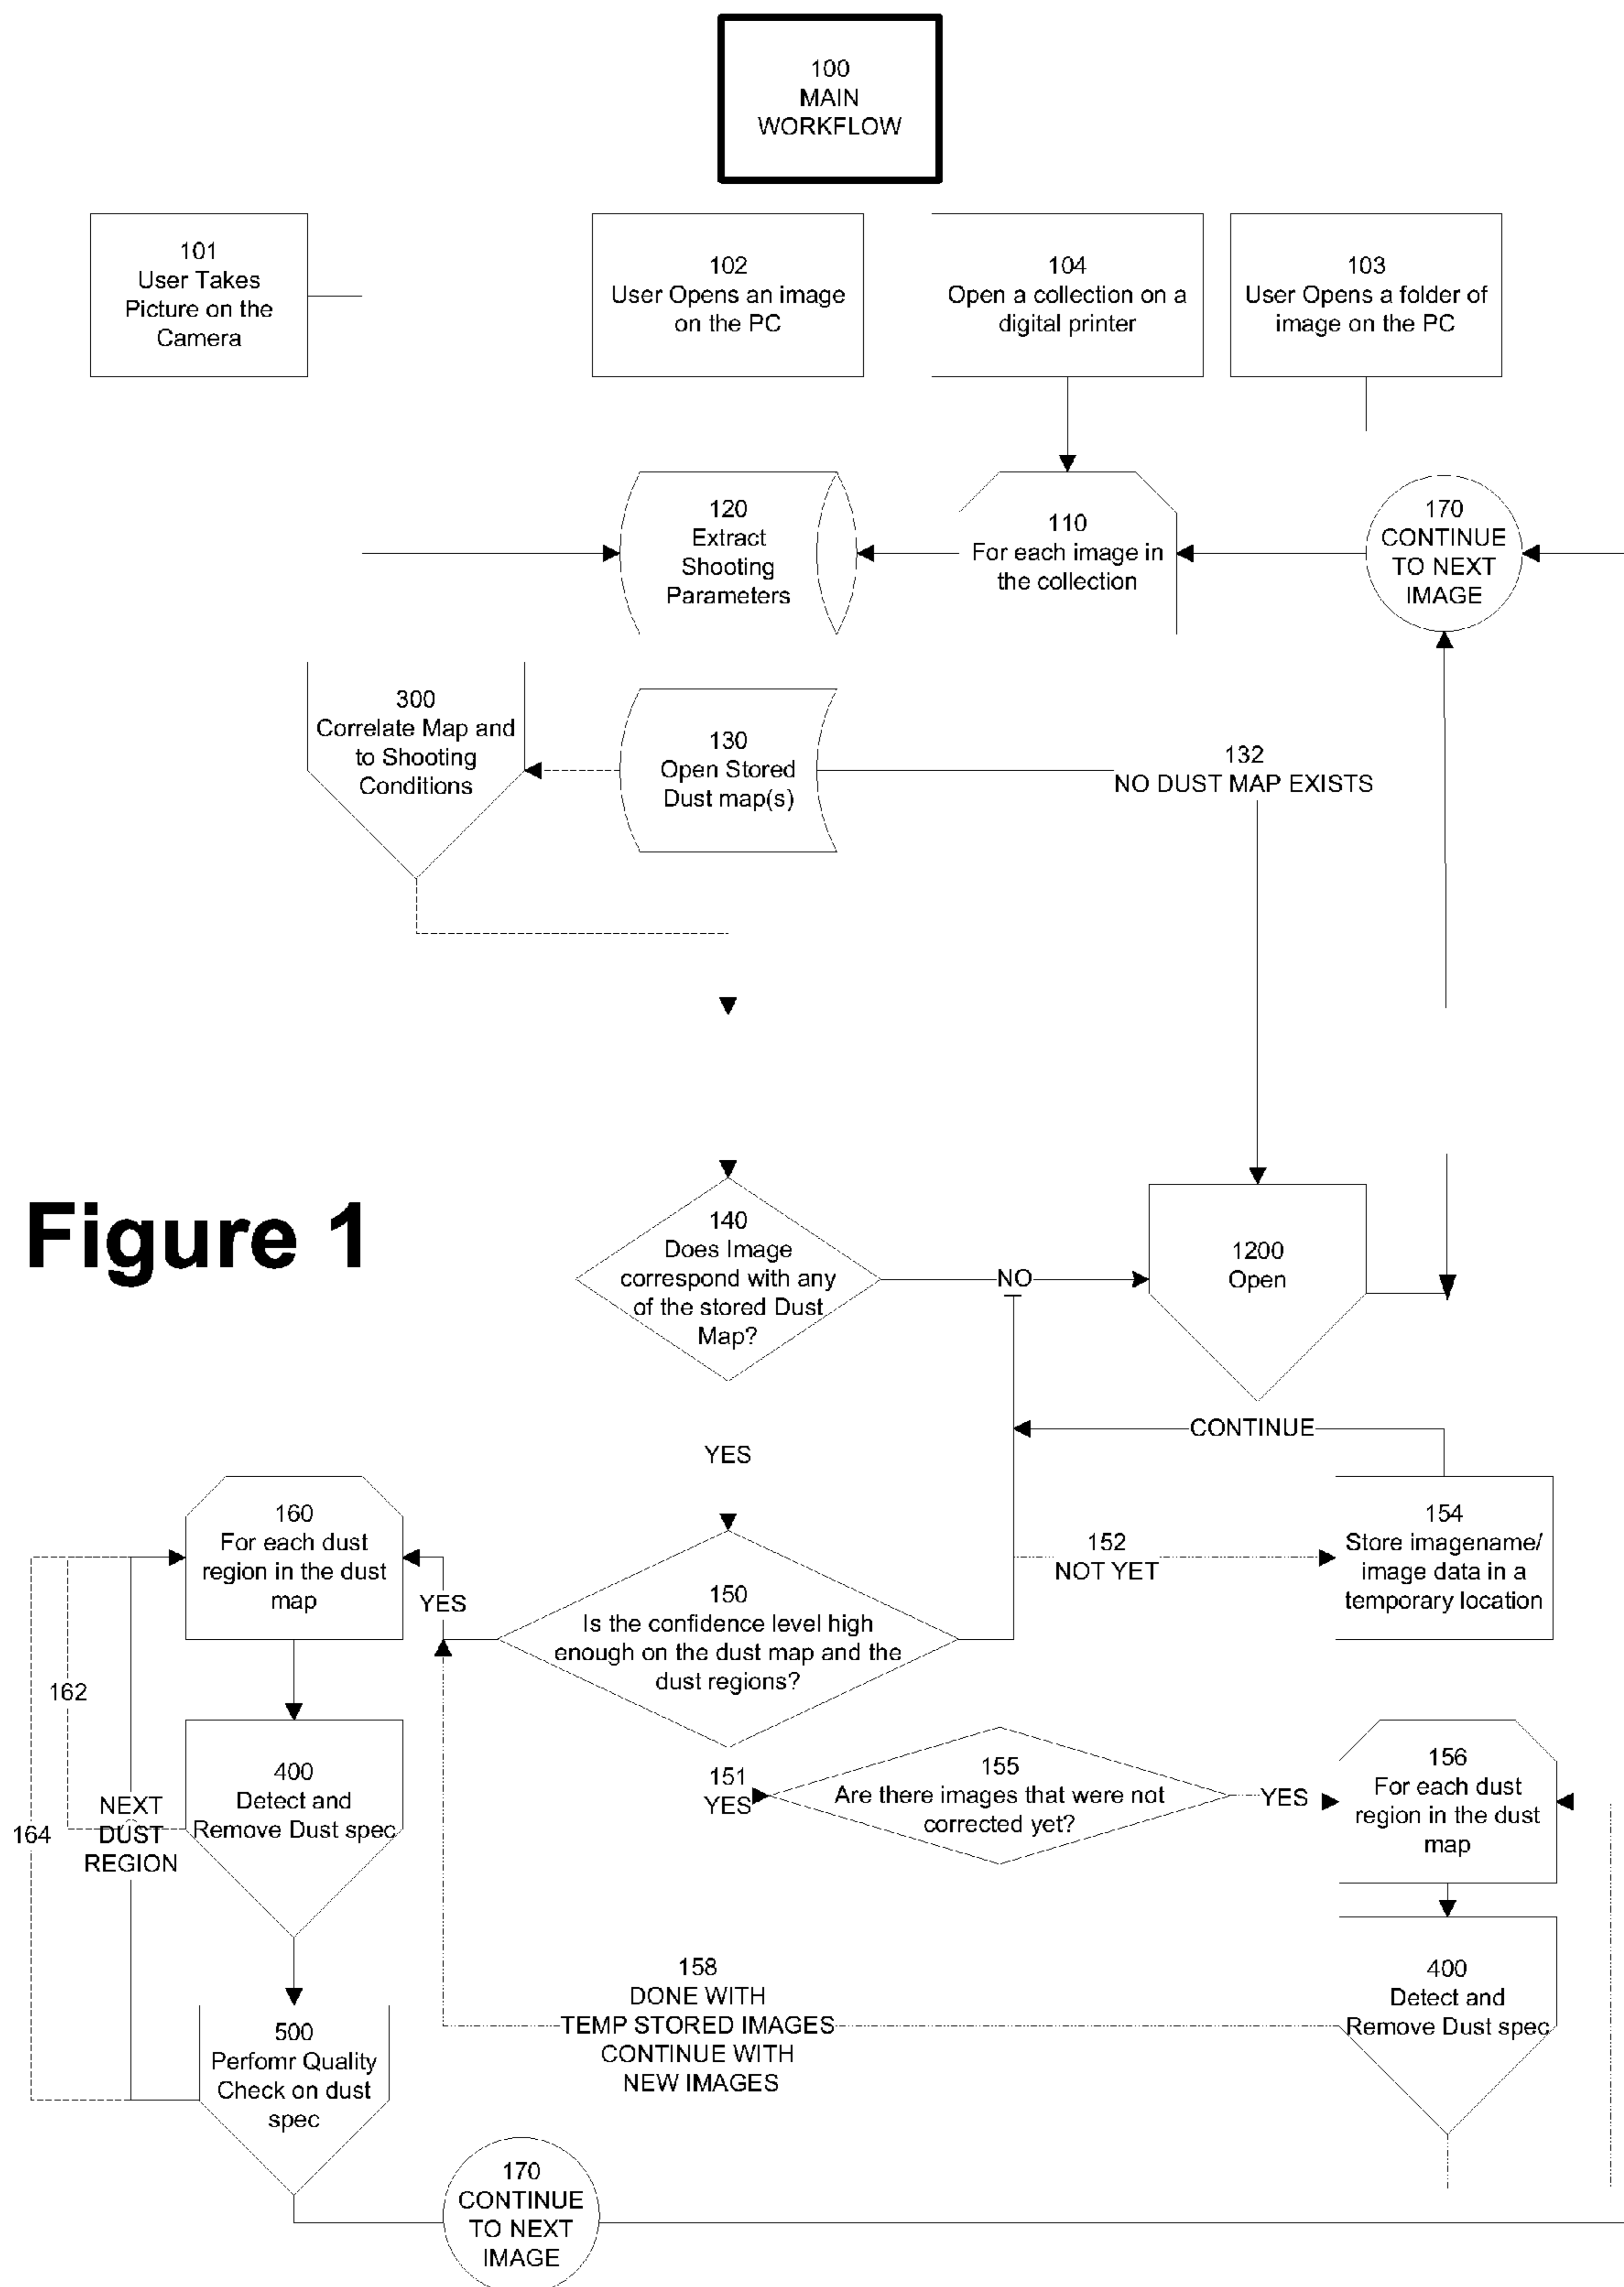 100
MAIN
WORKFLOW
101
User Takes
Picture on the
Camera
102
User Opens an image
on the PC
104
Open a collection on a
digital printer
103
User Opens a folder of
image on the PC
120
Extract
Shooting
Parameters
110
For each image in
the collection
170
CONTINUE
TO NEXT
IMAGE
300
Correlate Map and
to Shooting
Conditions
130
Open Stored
Dust map(s)
132
NO DUST MAP EXISTS
Figure 1
140
Does Image
correspond with any
of the stored Dust
Map?
NO
1200
Open
CONTINUE
YES
160
For each dust
region in the dust
map
YES
150
Is the confidence level high
enough on the dust map and the
dust regions?
152
NOT YET
154
Store imagename/
image data in a
temporary location
162
164
NEXT
DUST
REGION
400
Detect and
Remove Dust spec
151
YES
155
Are there images that were not
corrected yet?
YES
156
For each dust
region in the dust
map
500
Perfomr Quality
Check on dust
spec
158
DONE WITH
TEMP STORED IMAGES
CONTINUE WITH
NEW IMAGES
400
Detect and
Remove Dust spec
170
CONTINUE
TO NEXT
IMAGE